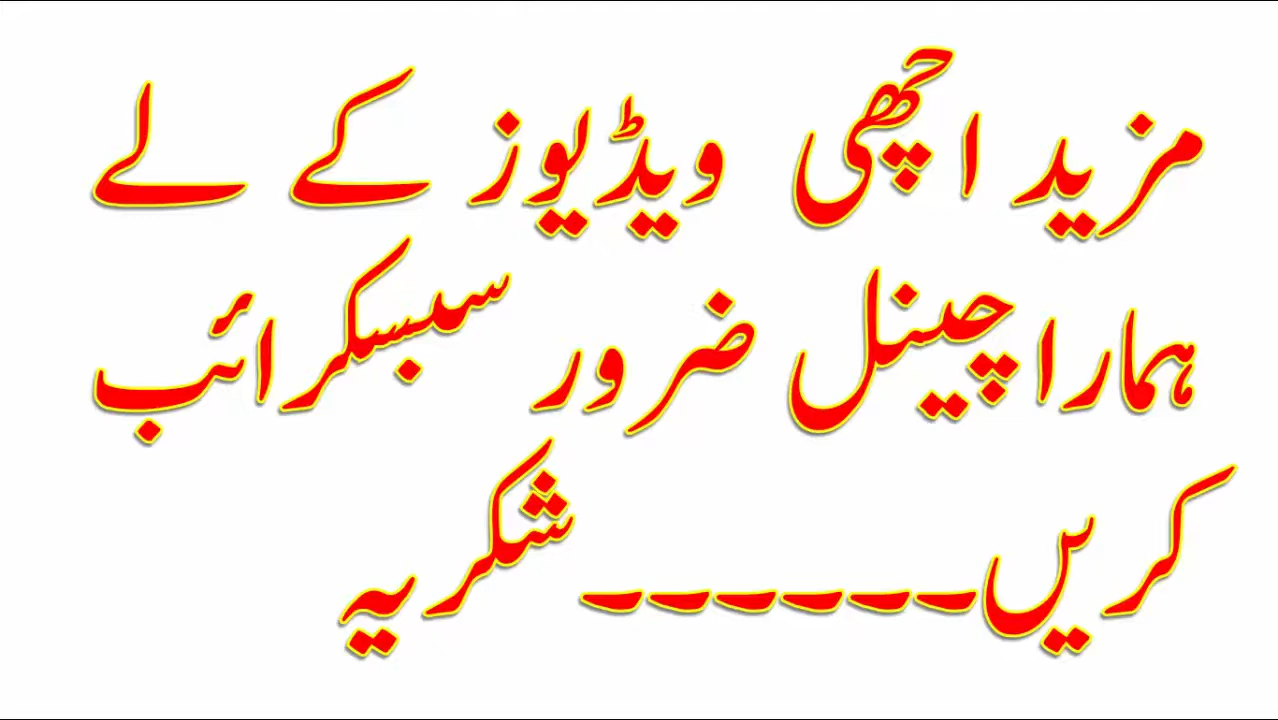 مزید اچھی ویڈیوز کے لے
ہمارا چینل ضرور سبسکرائب
کریں۔۔۔۔۔۔شکریہ